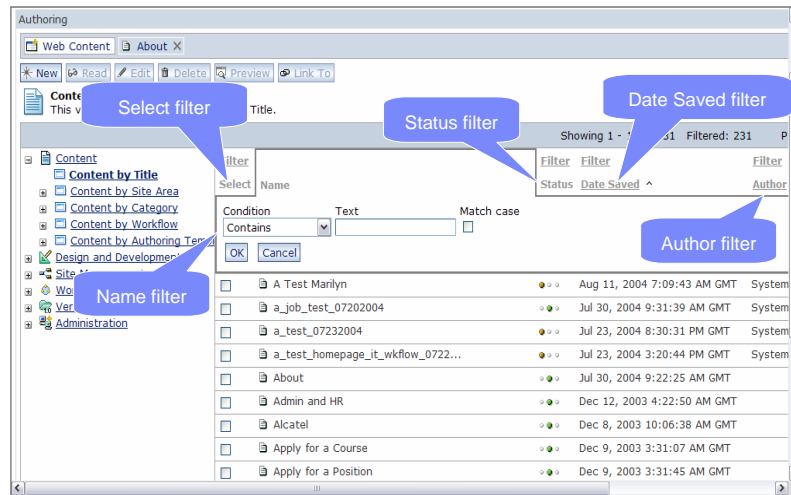 Authoring
Web Content About
New Read Edit Delete Preview Link To
Select filter
Date Saved filter
Status filter
This v Title.
Showing 1 - Filtered: 231 P
Content
Content by Title
Content by Site Area
Content by Category
Content by Workflow
Content by Authoring
Design and Development
Administration
Filter Filter Filter Filter
Select Name Status Date Saved ^ Author
Condition Text Match case
Contains
OK Cancel
Author filter
Name filter
A Test Marilyn Aug 11, 2004 7:09:43 AM GMT System
a_job_test_07202004 Jul 30, 2004 9:31:39 AM GMT System
a_test_07232004 Jul 23, 2004 8:30:31 PM GMT System
a_test_homepage_it_wkflow_0722... Jul 23, 2004 3:20:44 PM GMT System
About Jul 30, 2004 9:22:25 AM GMT
Admin and HR Dec 12, 2003 4:22:50 AM GMT
Alcatel Dec 8, 2003 10:06:38 AM GMT
Apply for a Course Dec 9, 2003 3:31:07 AM GMT
Apply for a Position Dec 9, 2003 3:31:45 AM GMT